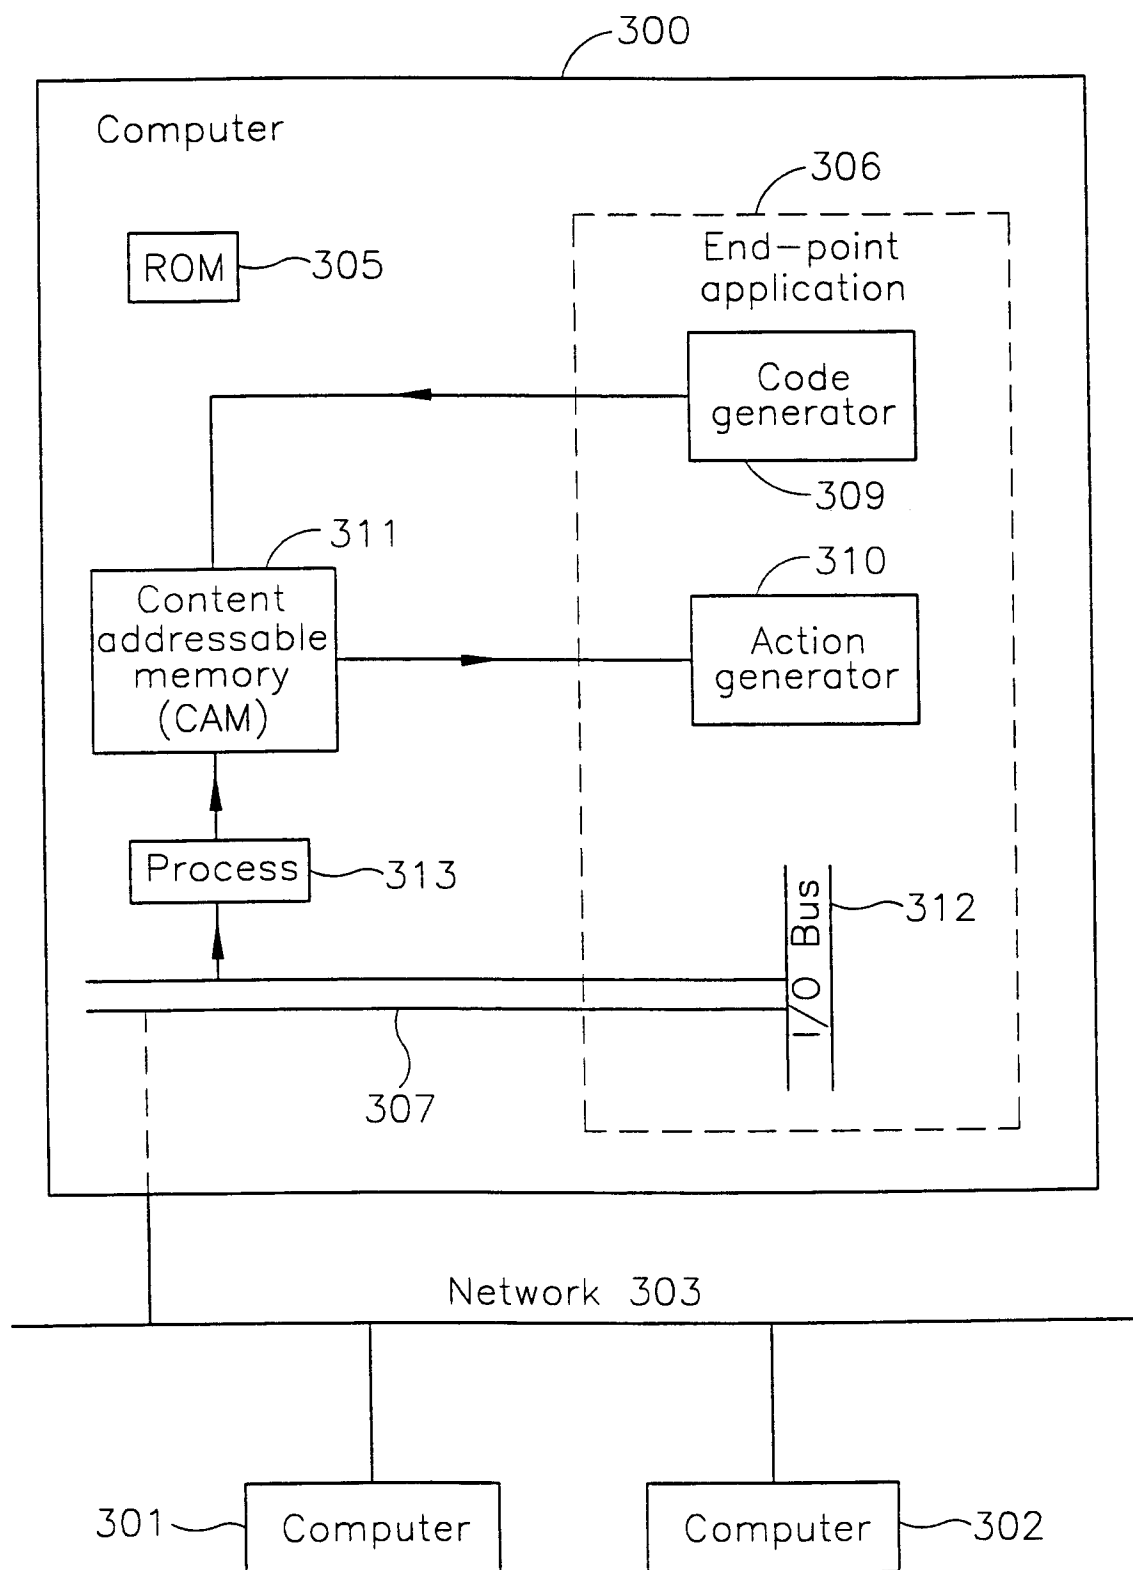 300
Computer
306
End-point
application
ROM
305
Code
generator
309
311
310
Content
addressable
memory
(CAM)
Action
generator
Process
313
I/O Bus
312
307
Network 303
301
Computer
Computer
302